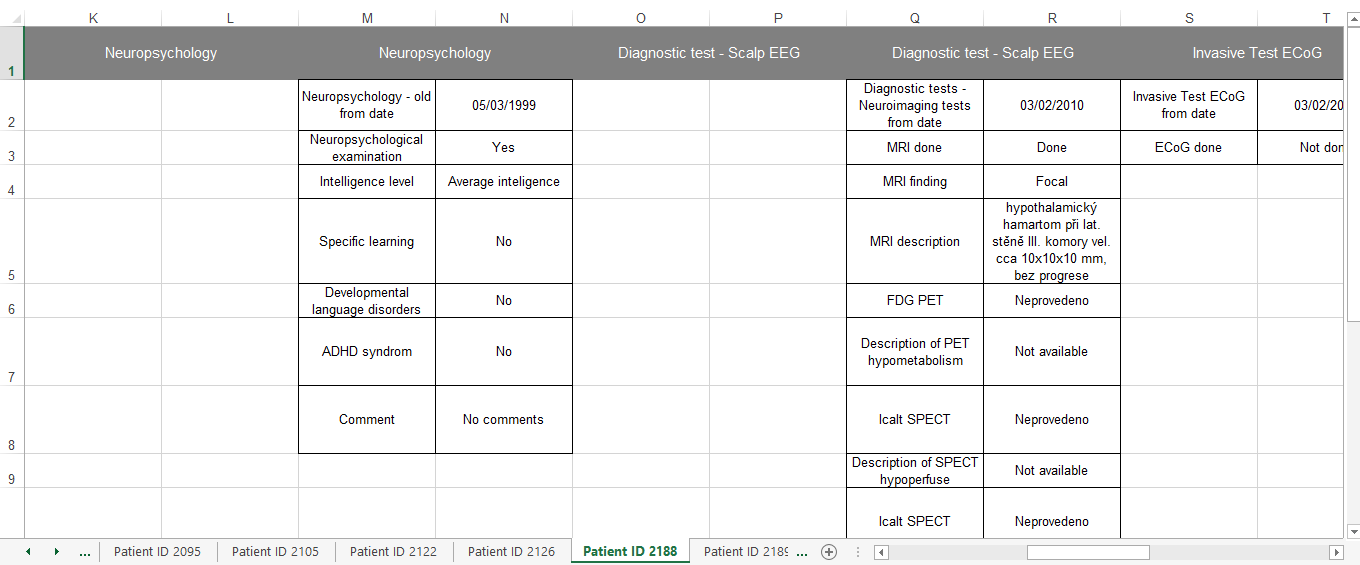 K L M N O P Q R S T
1 Neuropsychology Neuropsychology Diagnostic test - Scalp EEG Diagnostic test - Scalp EEG Invasive Test ECoG
2
Neuropsychology - old
from date
05/03/1999
Diagnostic tests -
Neuroimaging tests
from date
03/02/2010
Invasive Test ECoG
from date
03/02/20
3
Neuropsychological
examination
Yes
MRI done
Done
ECoG done
Not don
4
Intelligence level
Average inteligence
MRI finding
Focal
5
Specific learning
No
MRI description
hypothalamický
hamartom při lat.
stěně III. komory vel.
cca 10x10x10 mm,
bez progrese
6
Developmental
language disorders
No
FDG PET
Neprovedeno
7
ADHD syndrom
No
Description of PET
hypometabolism
Not available
8
Comment
No comments
Icalt SPECT
Neprovedeno
9
Description of SPECT
hypoperfuse
Not available
Icalt SPECT
Neprovedeno
... Patient ID 2095 Patient ID 2105 Patient ID 2122 Patient ID 2126 Patient ID 2188 Patient ID 2189 ...